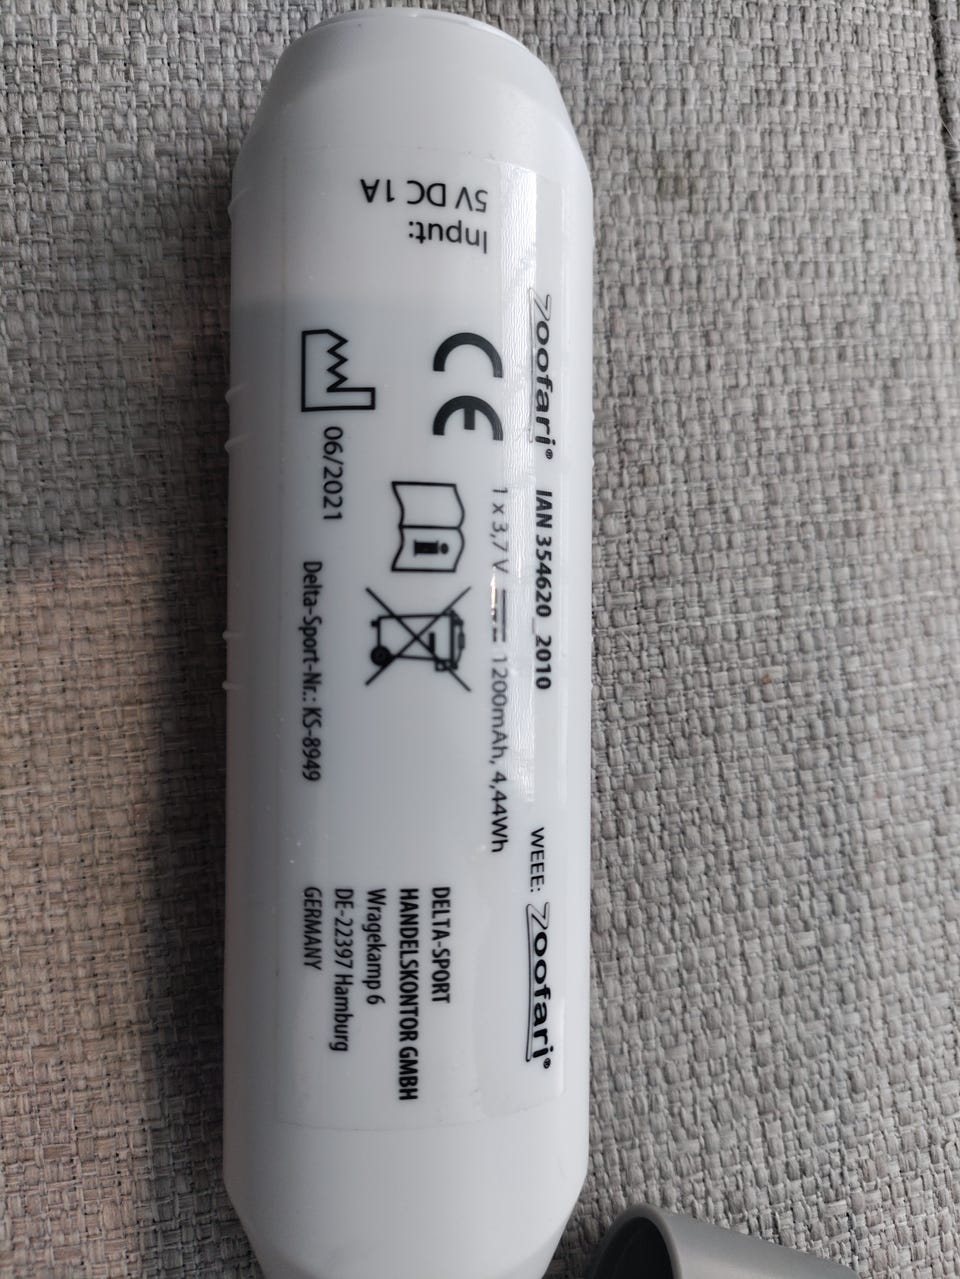 Zoofari® IAN 354620_2010 WEEE: Zoofari®
1 x 3,7 V 1200mAh, 4,44Wh
Input:
5V DC 1A
CE
i
06/2021
Delta-Sport-Nr.: KS-8949
DELTA-SPORT
HANDELSKONTOR GMBH
Wragekamp 6
DE-22397 Hamburg
GERMANY